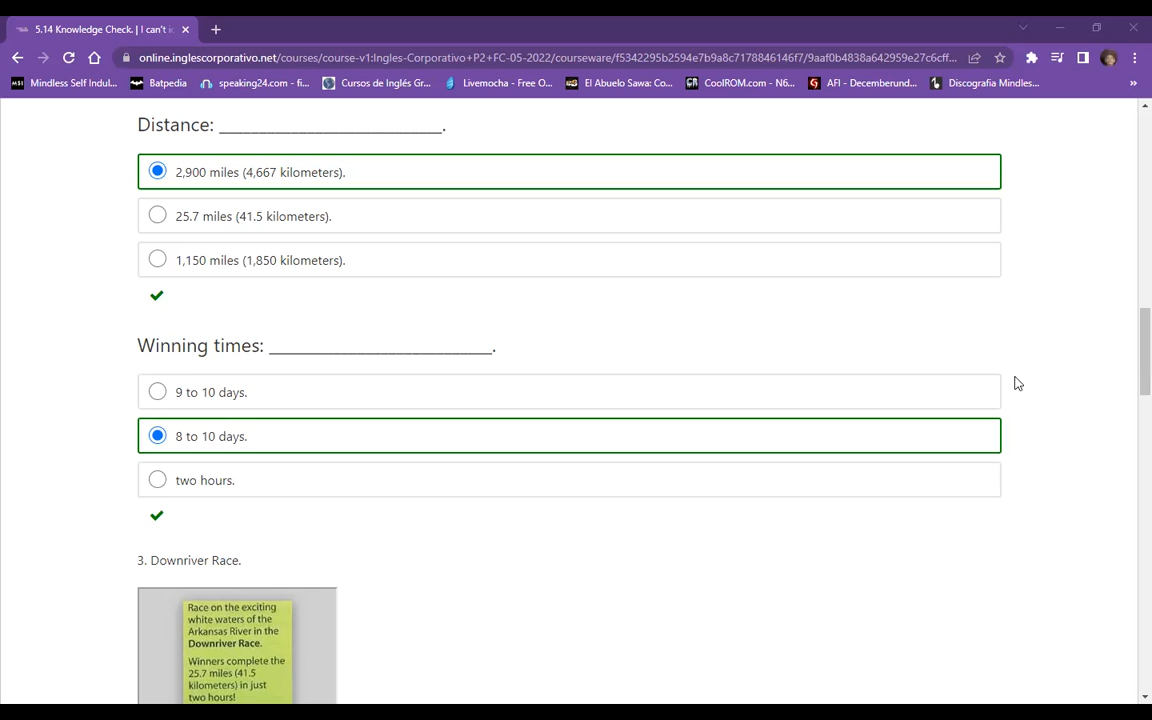 5.14 Knowledge Check. | I can't i
online.inglescorporativo.net/courses/course-v1:Ingles-Corporativo+P2+FC-05-2022/courseware/f5342295b2594e7b9a8c7178846146f7/9aaf0b4838a642959e27c6cff...
Mindless Self Indul... Batpedia speaking24.com - fi... Cursos de Inglés Gr... Livemocha - Free O... El Abuelo Sawa: Co... CoolROM.com - N6... AFI - Decemberund... Discografia Mindles... »
Distance: ___________________________.
2,900 miles (4,667 kilometers).
25.7 miles (41.5 kilometers).
1,150 miles (1,850 kilometers).
Winning times: ___________________________.
9 to 10 days.
8 to 10 days.
two hours.
3. Downriver Race.
Race on the exciting
white waters of the
Arkansas River in the
Downriver Race.
Winners complete the
25.7 miles (41.5
kilometers) in just
two hours!